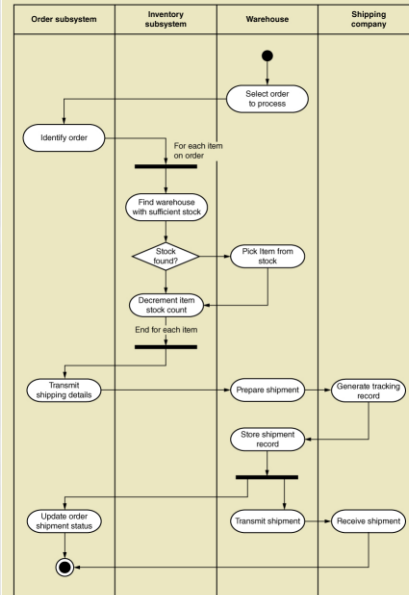 Order subsystem
Inventory
subsystem
Warehouse
Shipping
company
Select order
to process
Identify order
For each item
on order
Find warehouse
with sufficient stock
Stock
found?
Pick Item from
stock
Decrement item
stock count
End for each item
Transmit
shipping details
Prepare shipment
Generate tracking
record
Store shipment
record
Update order
shipment status
Transmit shipment
Receive shipment